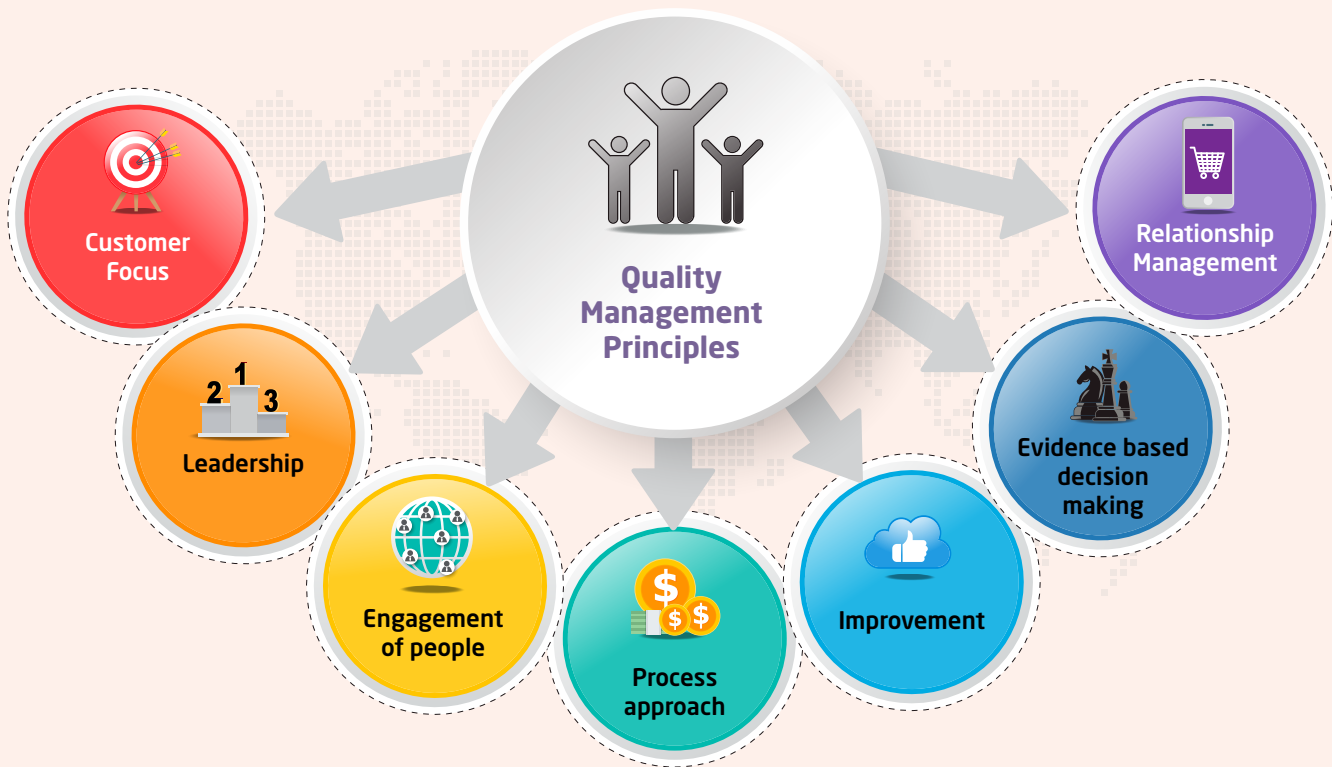 Quality
Management
Principles
Customer
Focus
2 1 3
Leadership
Engagement
of people
$
$ $
Process
approach
Improvement
Evidence based
decision
making
Relationship
Management